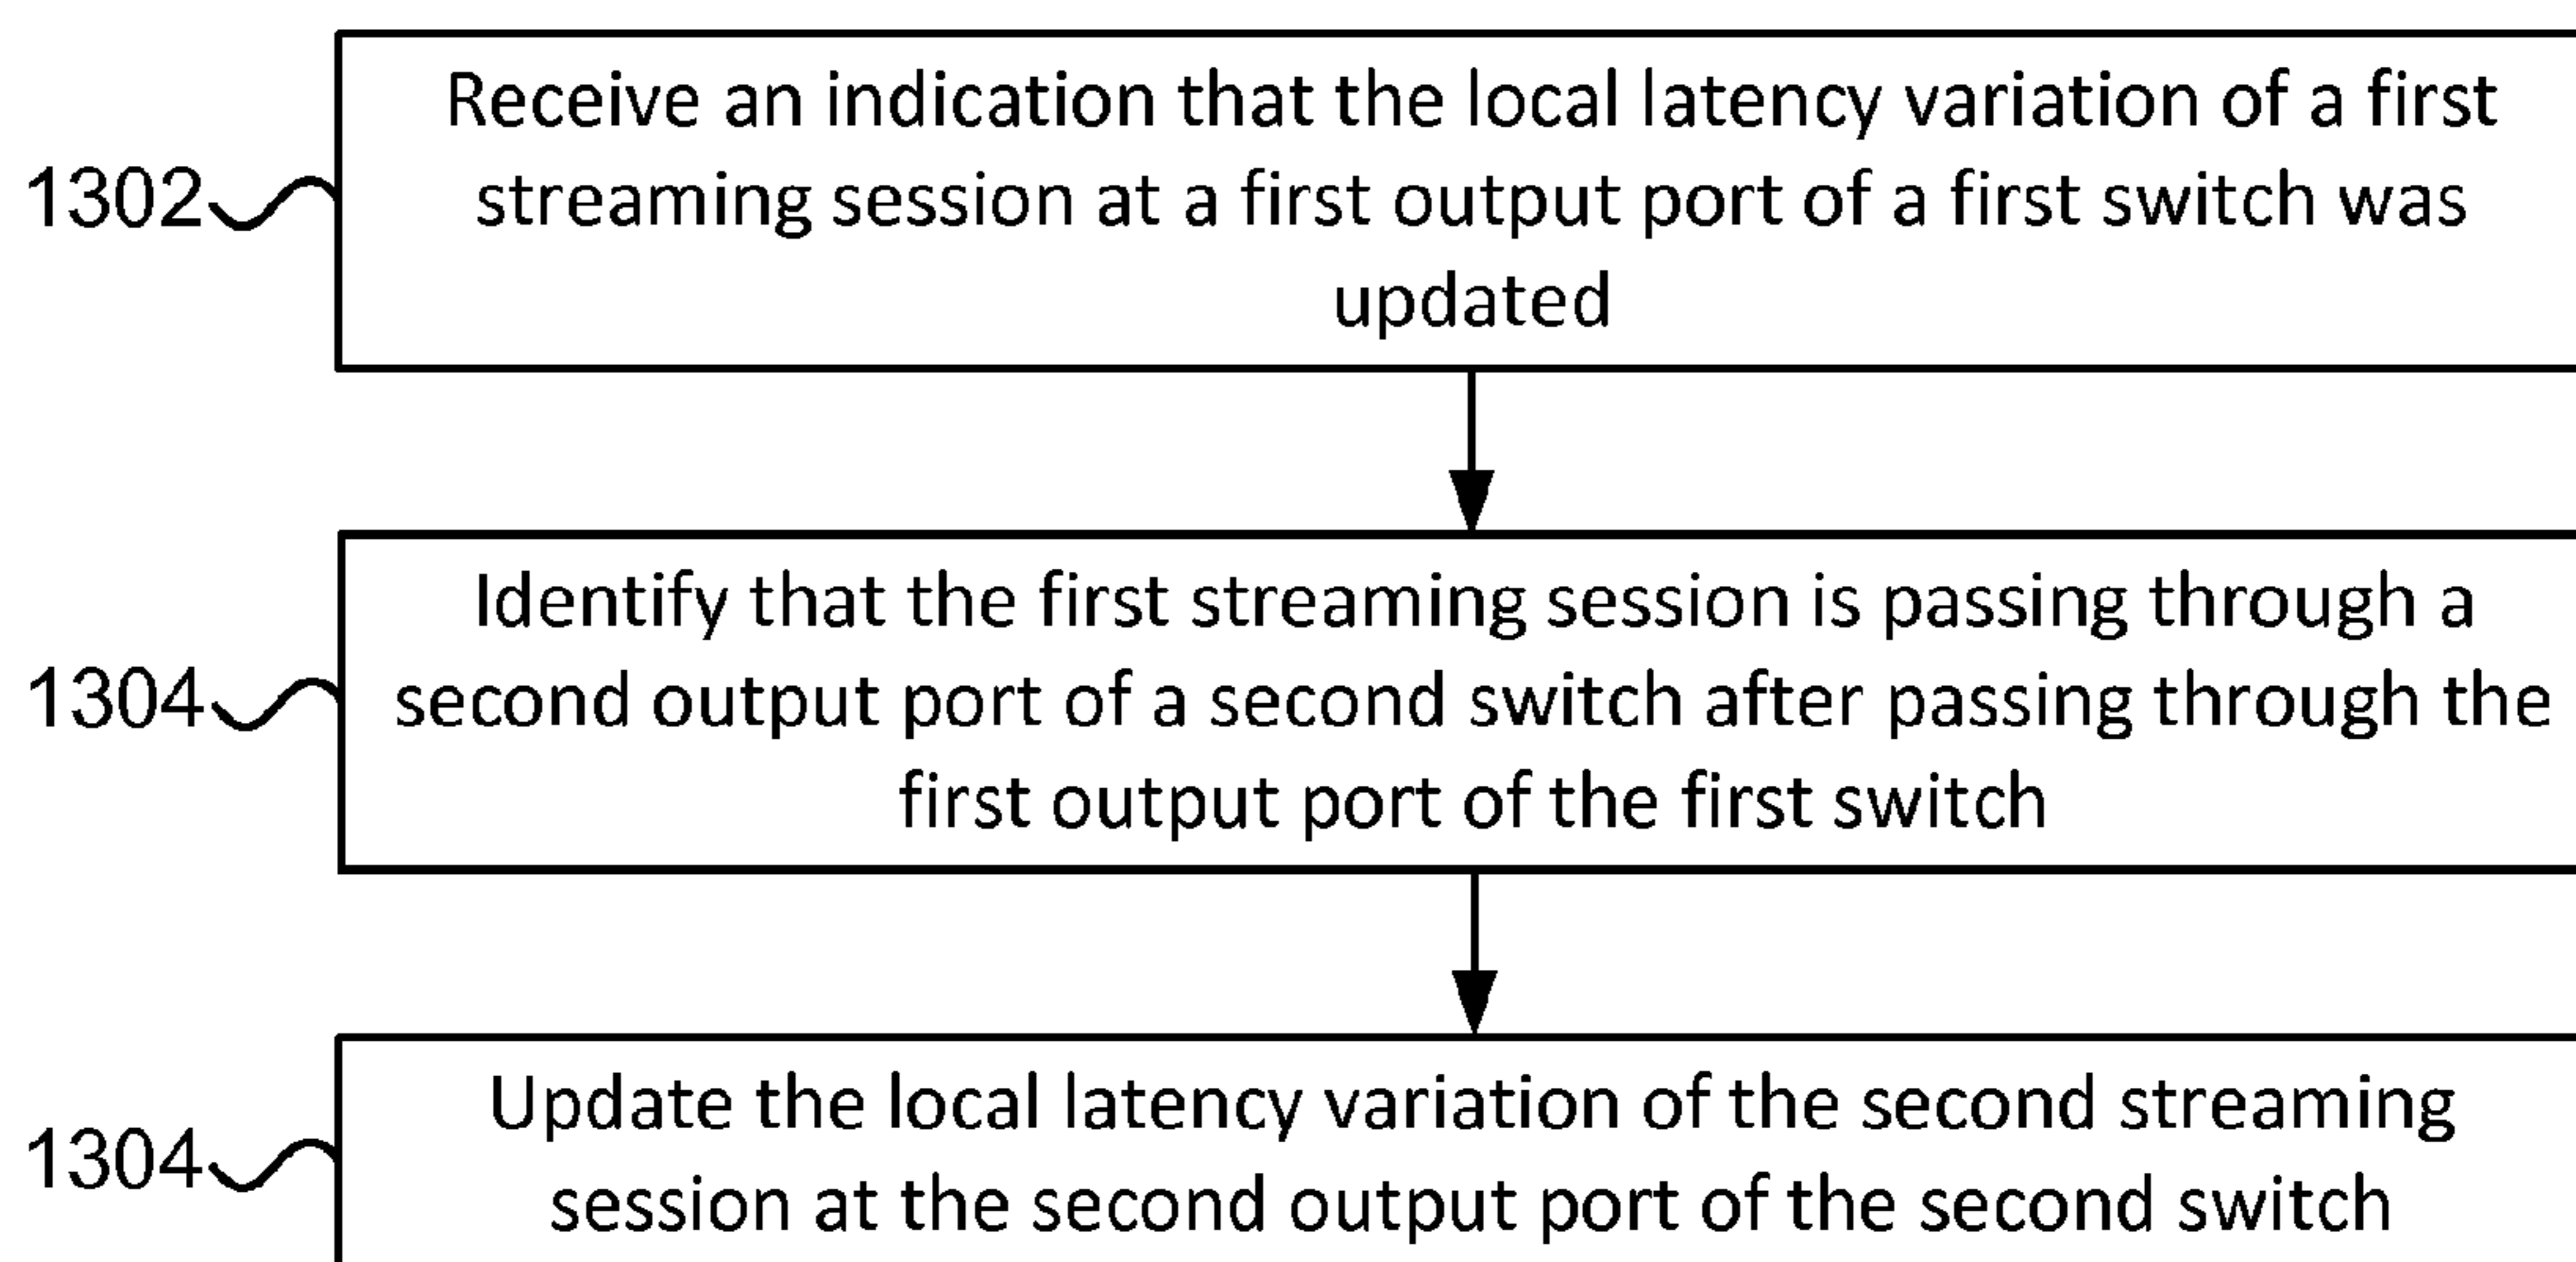 Receive an indication that the local latency variation of a first
1302
streaming session at a first output port of a first switch was
updated
Identify that the first streaming session is passing through a
1304
second output port of a second switch after passing through the
first output port of the first switch
Update the local latency variation of the second streaming
1304
session at the second output port of the second switch